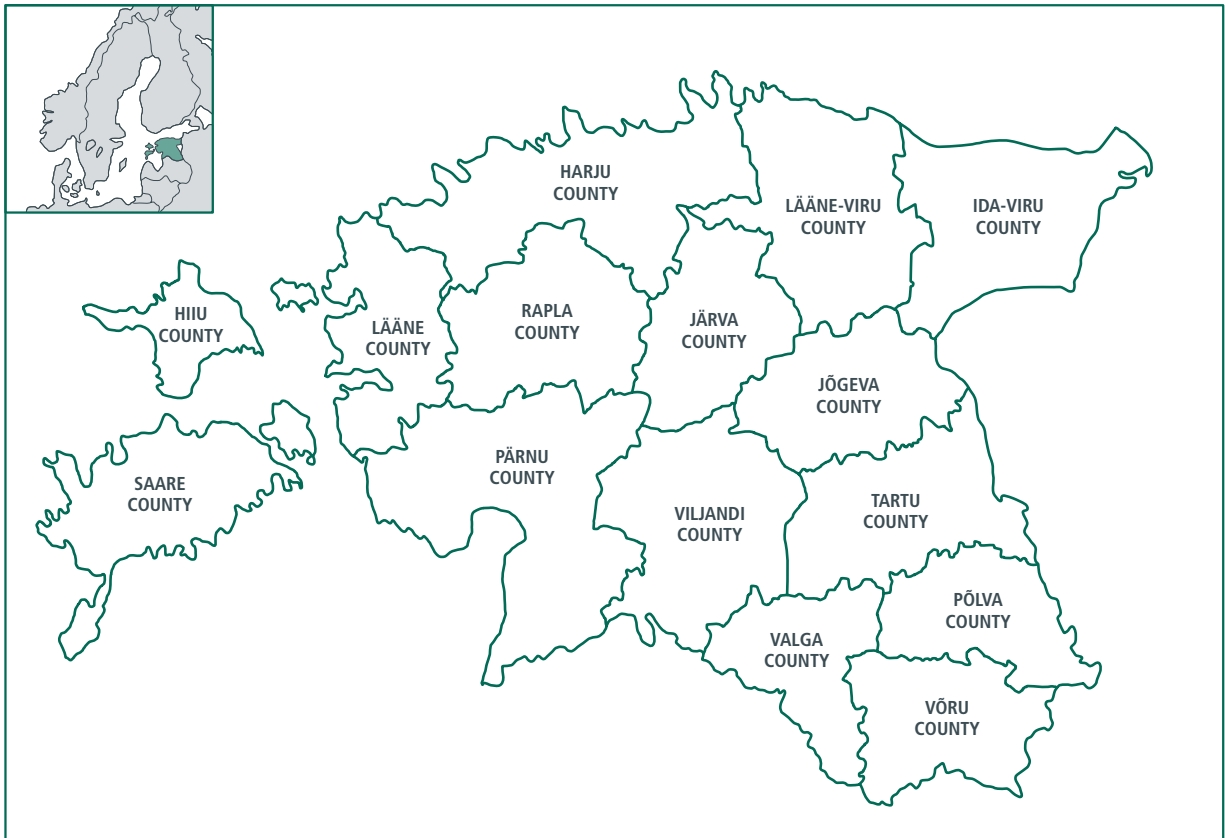 HARJU
COUNTY
LÄÄNE-VIRU
COUNTY
IDA-VIRU
COUNTY
HIIU
COUNTY
LÄÄNE
COUNTY
RAPLA
COUNTY
JÄRVA
COUNTY
JÕGEVA
COUNTY
SAARE
COUNTY
PÄRNU
COUNTY
VILJANDI
COUNTY
TARTU
COUNTY
VALGA
COUNTY
PÕLVA
COUNTY
VÕRU
COUNTY